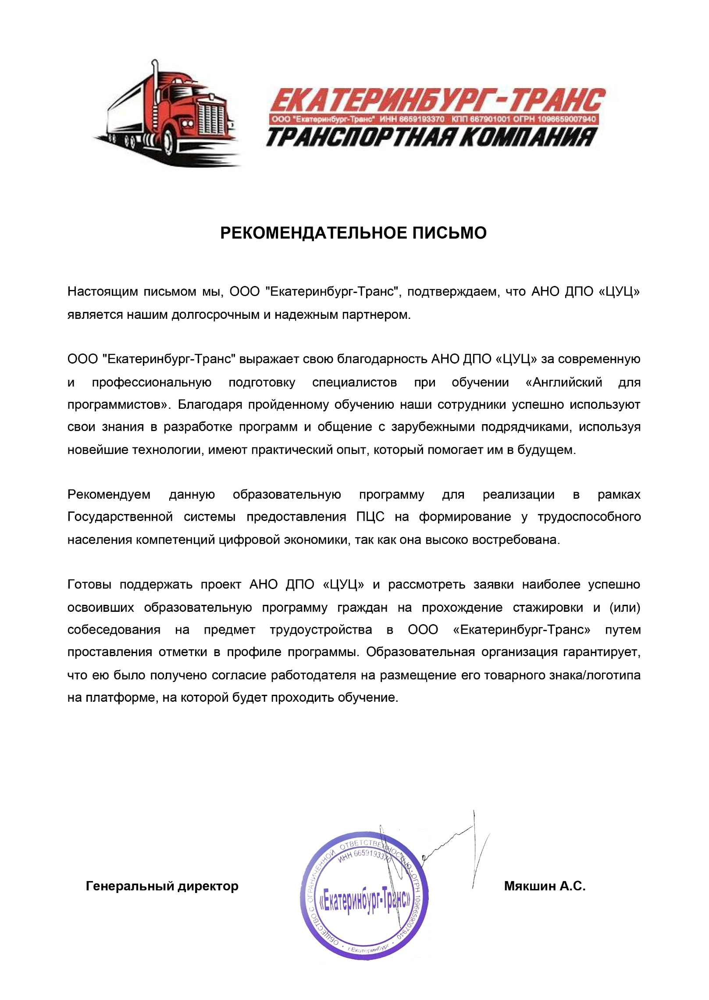 ЕКАТЕРИНБУРГ-ТРАНС
ООО "Екатеринбург-Транс" ИНН 6659193370 КПП 667901001 ОГРН 1096659007940
ТРАНСПОРТНАЯ КОМПАНИЯ
РЕКОМЕНДАТЕЛЬНОЕ ПИСЬМО
Настоящим письмом мы, ООО "Екатеринбург-Транс", подтверждаем, что АНО ДПО «ЦУЦ»
является нашим долгосрочным и надежным партнером.
ООО "Екатеринбург-Транс" выражает свою благодарность АНО ДПО «ЦУЦ» за современную
и профессиональную подготовку специалистов при обучении «Английский для
программистов». Благодаря пройденному обучению наши сотрудники успешно используют
свои знания в разработке программ и общение с зарубежными подрядчиками, используя
новейшие технологии, имеют практический опыт, который помогает им в будущем.
Рекомендуем данную образовательную программу для реализации в рамках
Государственной системы предоставления ПЦС на формирование у трудоспособного
населения компетенций цифровой экономики, так как она высоко востребована.
Готовы поддержать проект АНО ДПО «ЦУЦ» и рассмотреть заявки наиболее успешно
освоивших образовательную программу граждан на прохождение стажировки и (или)
собеседования на предмет трудоустройства в ООО «Екатеринбург-Транс» путем
проставления отметки в профиле программы. Образовательная организация гарантирует,
что ею было получено согласие работодателя на размещение его товарного знака/логотипа
на платформе, на которой будет проходить обучение.
Генеральный директор
ОБЩЕСТВО С ОГРАНИЧЕННОЙ ОТВЕТСТВЕННОСТЬЮ • ОГРН 1096659007940 •
ИНН 6659193370
«Екатеринбург-Транс»
• г.Екатеринбург •
Мякшин А.С.